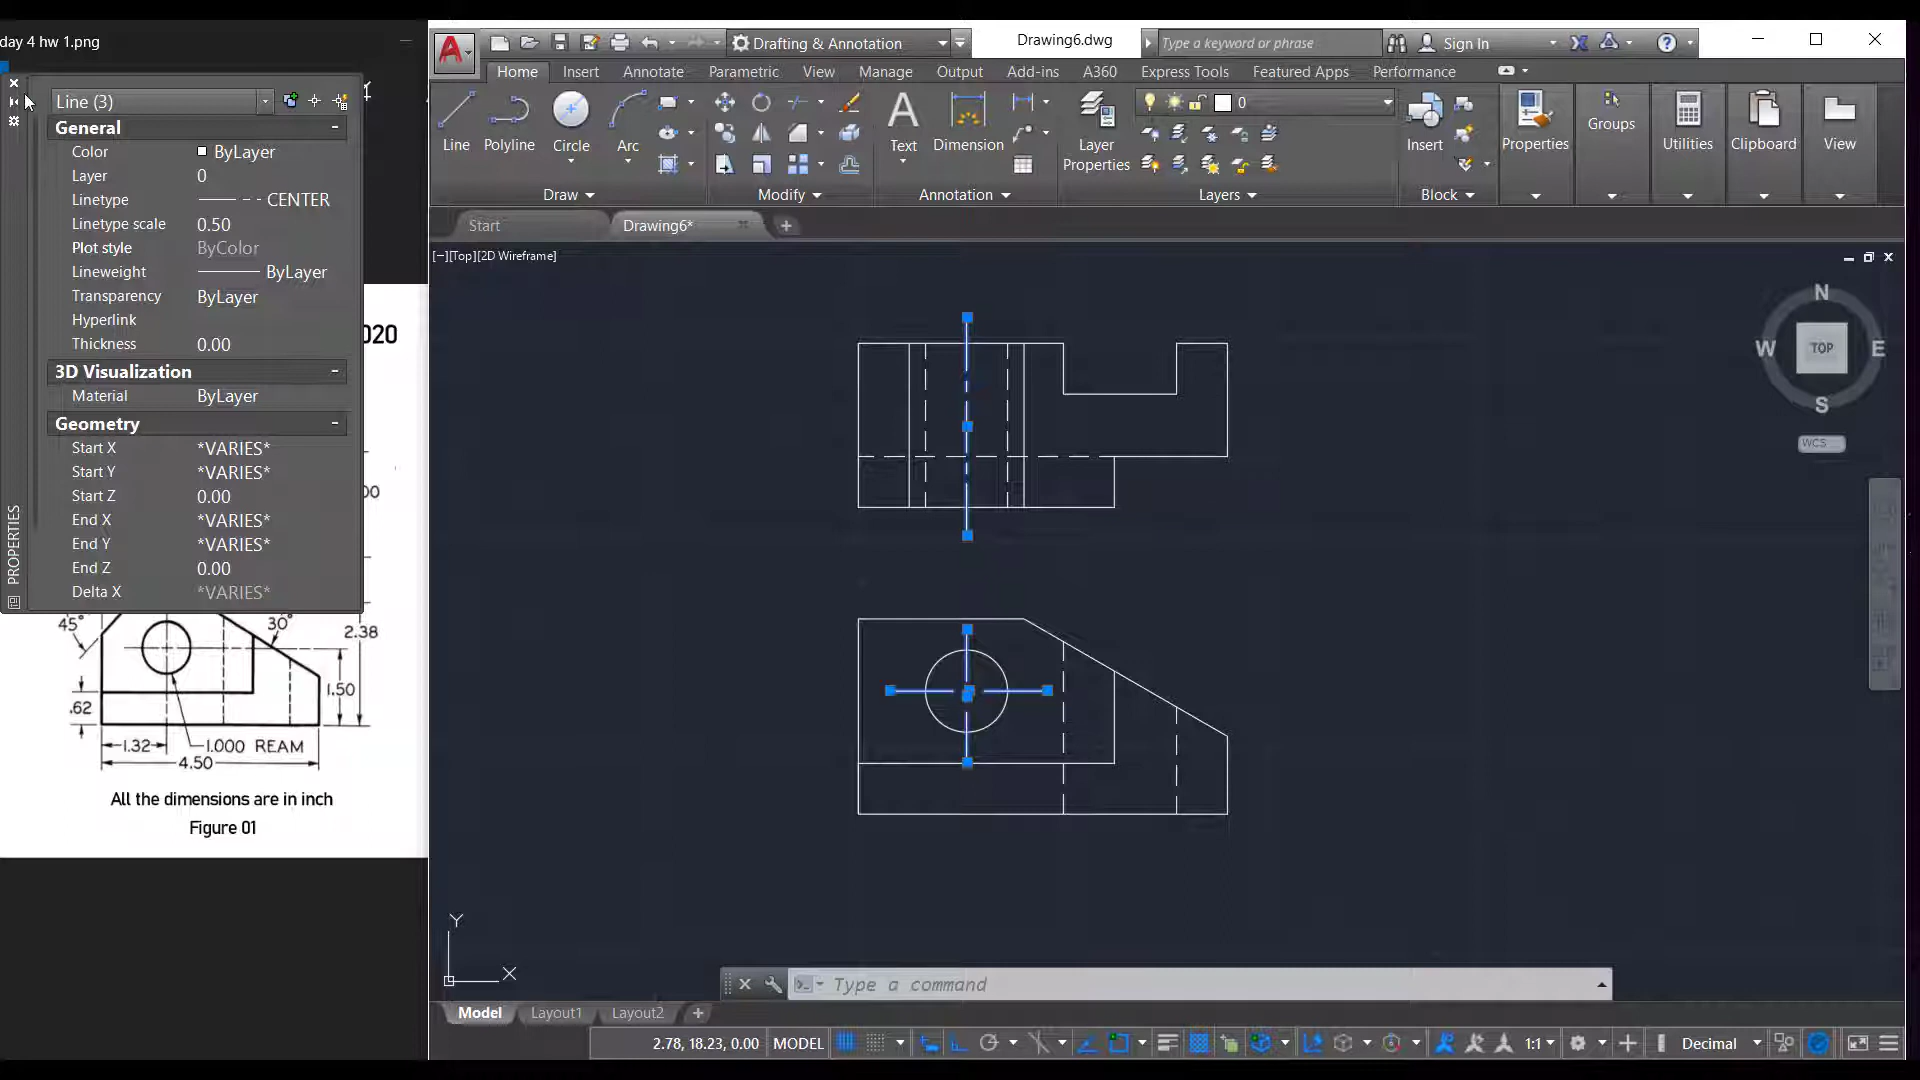 day 4 hw 1.png
Drafting & Annotation
Drawing6.dwg
Type a keyword or phrase
Sign In
Home
Insert
Annotate
Parametric
View
Manage
Output
Add-ins
A360
Express Tools
Featured Apps
Performance
Line
Polyline
Circle
Arc
Text
Dimension
Layer
Properties
0
Insert
Properties
Groups
Utilities
Clipboard
View
Draw
Modify
Annotation
Layers
Block
Start
Drawing6*
[−][Top][2D Wireframe]
Line (3)
General
Color ByLayer
Layer 0
Linetype CENTER
Linetype scale 0.50
Plot style ByColor
Lineweight ByLayer
Transparency ByLayer
Hyperlink
Thickness 0.00
3D Visualization
Material ByLayer
Geometry
Start X *VARIES*
Start Y *VARIES*
Start Z 0.00
End X *VARIES*
End Y *VARIES*
End Z 0.00
Delta X *VARIES*
PROPERTIES
020
00
45°
30°
2.38
1.50
.62
1.32
1.000 REAM
4.50
All the dimensions are in inch
Figure 01
N
W
TOP
E
S
WCS
Y
X
Type a command
Model
Layout1
Layout2
2.78, 18.23, 0.00
MODEL
1:1
Decimal